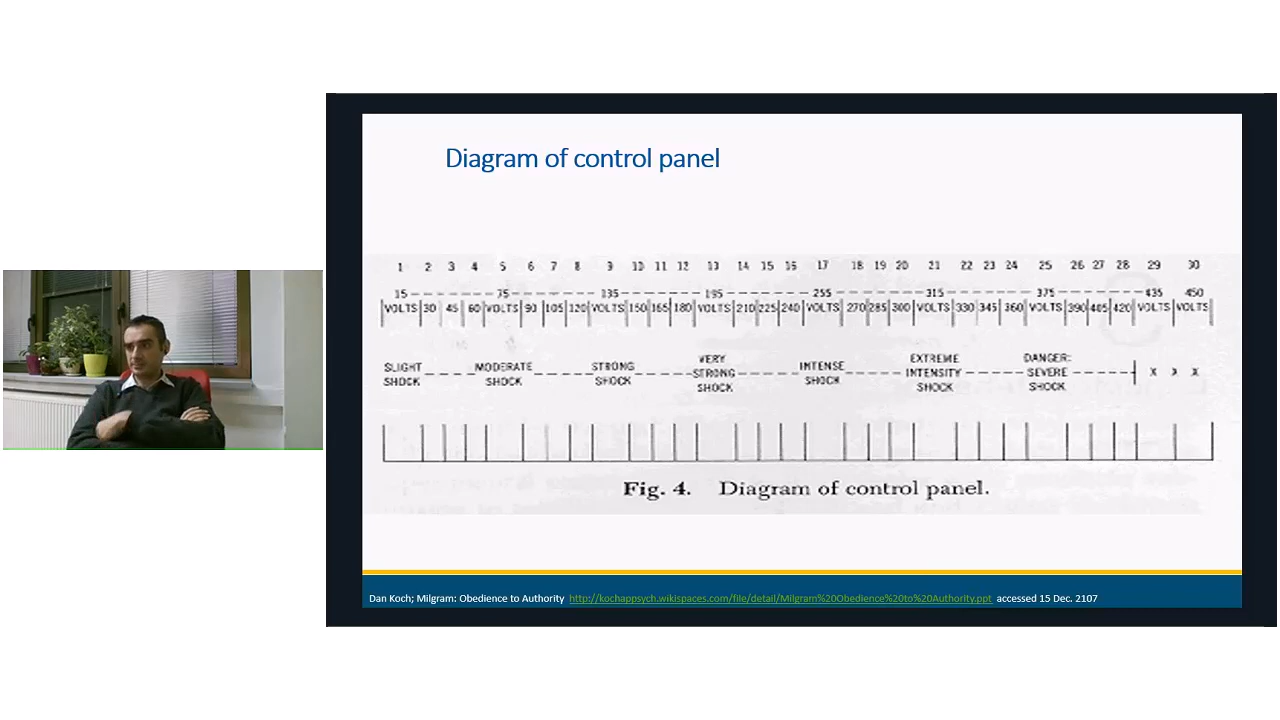 Diagram of control panel
1 2 3 4 5 6 7 8 9 10 11 12 13 14 15 16 17 18 19 20 21 22 23 24 25 26 27 28 29 30
15 75 135 195 255 315 375 435 450
VOLTS 30 45 60 VOLTS 90 105 120 VOLTS 150 165 180 VOLTS 210 225 240 VOLTS 270 285 300 VOLTS 330 345 360 VOLTS 390 405 420 VOLTS VOLTS
SLIGHT SHOCK
MODERATE SHOCK
STRONG SHOCK
VERY STRONG SHOCK
INTENSE SHOCK
EXTREME INTENSITY SHOCK
DANGER: SEVERE SHOCK
X X X
Fig. 4. Diagram of control panel.
Dan Koch; Milgram: Obedience to Authority http://kochappsych.wikispaces.com/file/detail/Milgram%20Obedience%20to%20Authority.ppt accessed 15 Dec. 2107